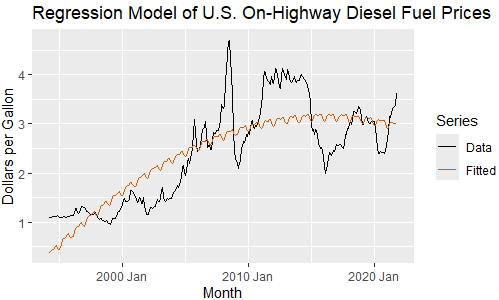 Regression Model of U.S. On-Highway Diesel Fuel Prices
Dollars per Gallon
4
3
2
1
2000 Jan
2010 Jan
2020 Jan
Month
Series
Data
Fitted